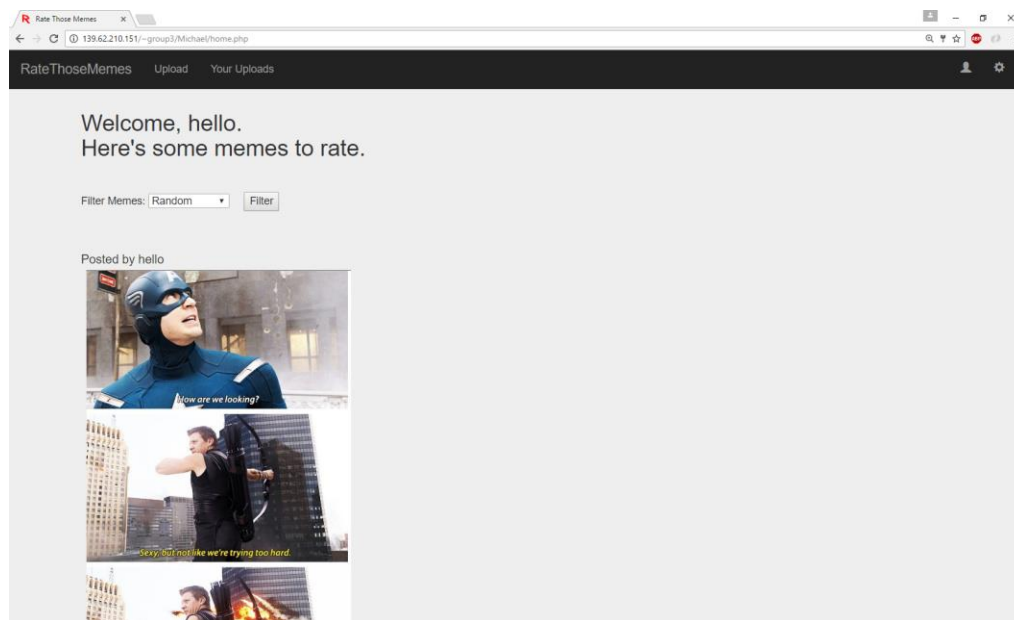 Rate Those Memes
139.62.210.151/~group3/Michael/home.php
RateThoseMemes Upload Your Uploads
Welcome, hello.
Here's some memes to rate.
Filter Memes: Random Filter
Posted by hello
How are we looking?
Sexy, but not like we're trying too hard.